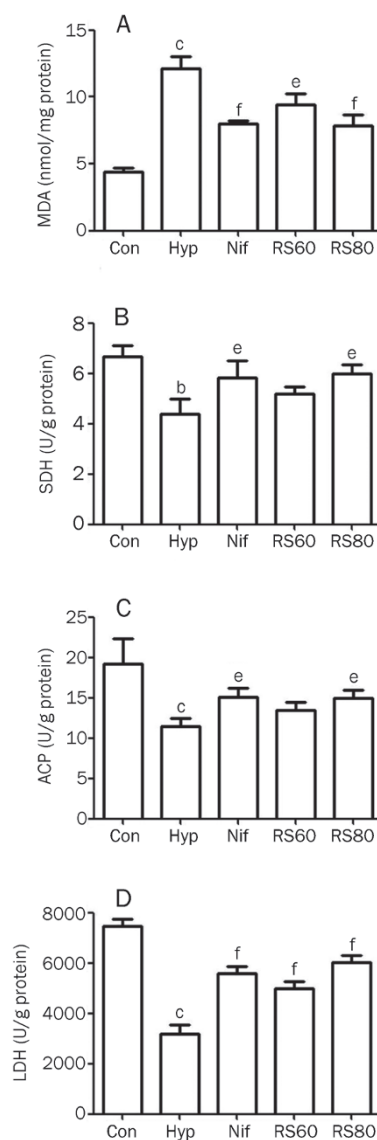 A
MDA (nmol/mg protein)
15
10
5
0
c
f
e
f
Con Hyp Nif RS60 RS80
B
SDH (U/g protein)
8
6
4
2
0
b
e
e
Con Hyp Nif RS60 RS80
C
ACP (U/g protein)
25
20
15
10
5
0
c
e
e
Con Hyp Nif RS60 RS80
D
LDH (U/g protein)
8000
6000
4000
2000
0
c
f
f
f
Con Hyp Nif RS60 RS80